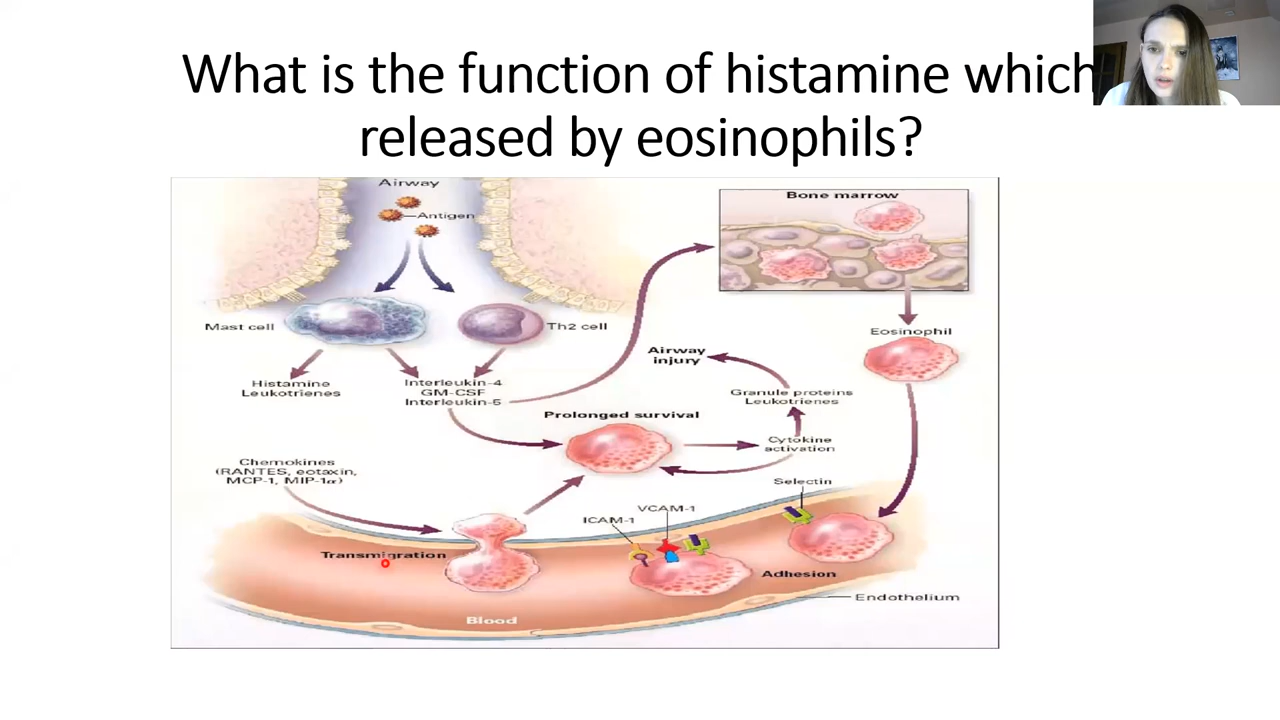 What is the function of histamine which
released by eosinophils?
Airway
Antigen
Bone marrow
Mast cell
Th2 cell
Eosinophil
Airway
injury
Histamine
Leukotrienes
Interleukin-4
GM-CSF
Interleukin-5
Granule proteins
Leukotrienes
Prolonged survival
Cytokine
activation
Chemokines
(RANTES, eotaxin,
MCP-1, MIP-1α)
Selectin
VCAM-1
ICAM-1
Transmigration
Adhesion
Endothelium
Blood